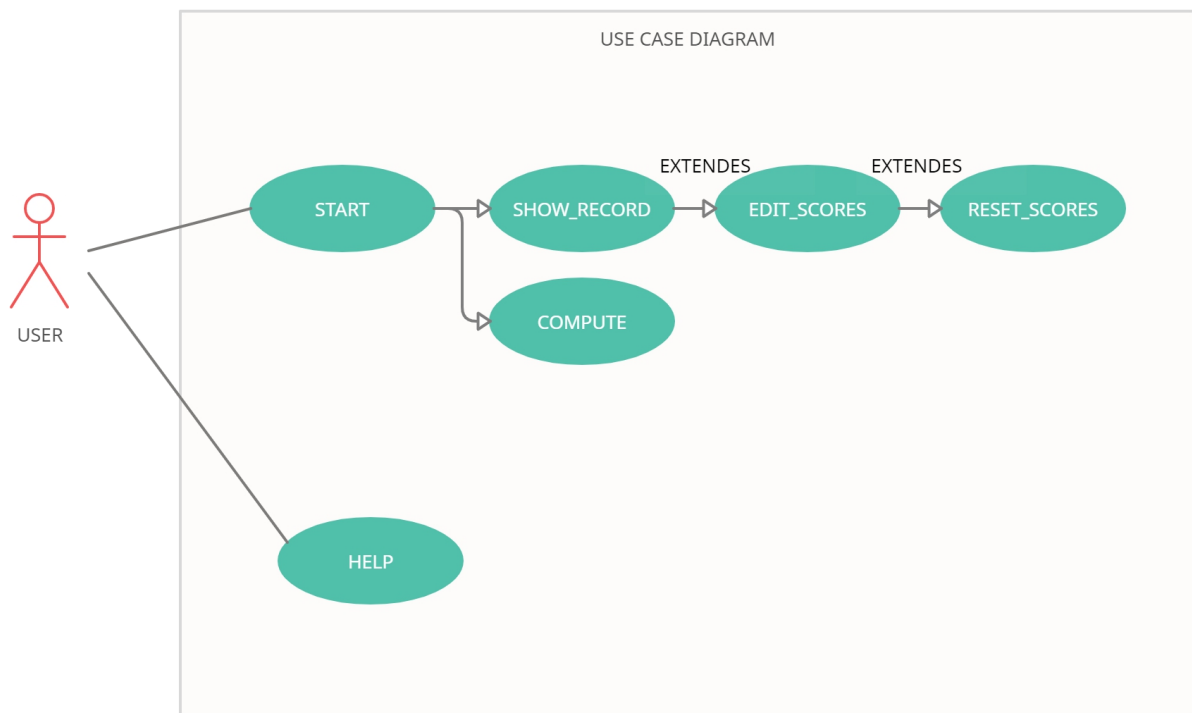 USE CASE DIAGRAM
EXTENDES
EXTENDES
START
SHOW_RECORD
EDIT_SCORES
RESET_SCORES
COMPUTE
USER
HELP